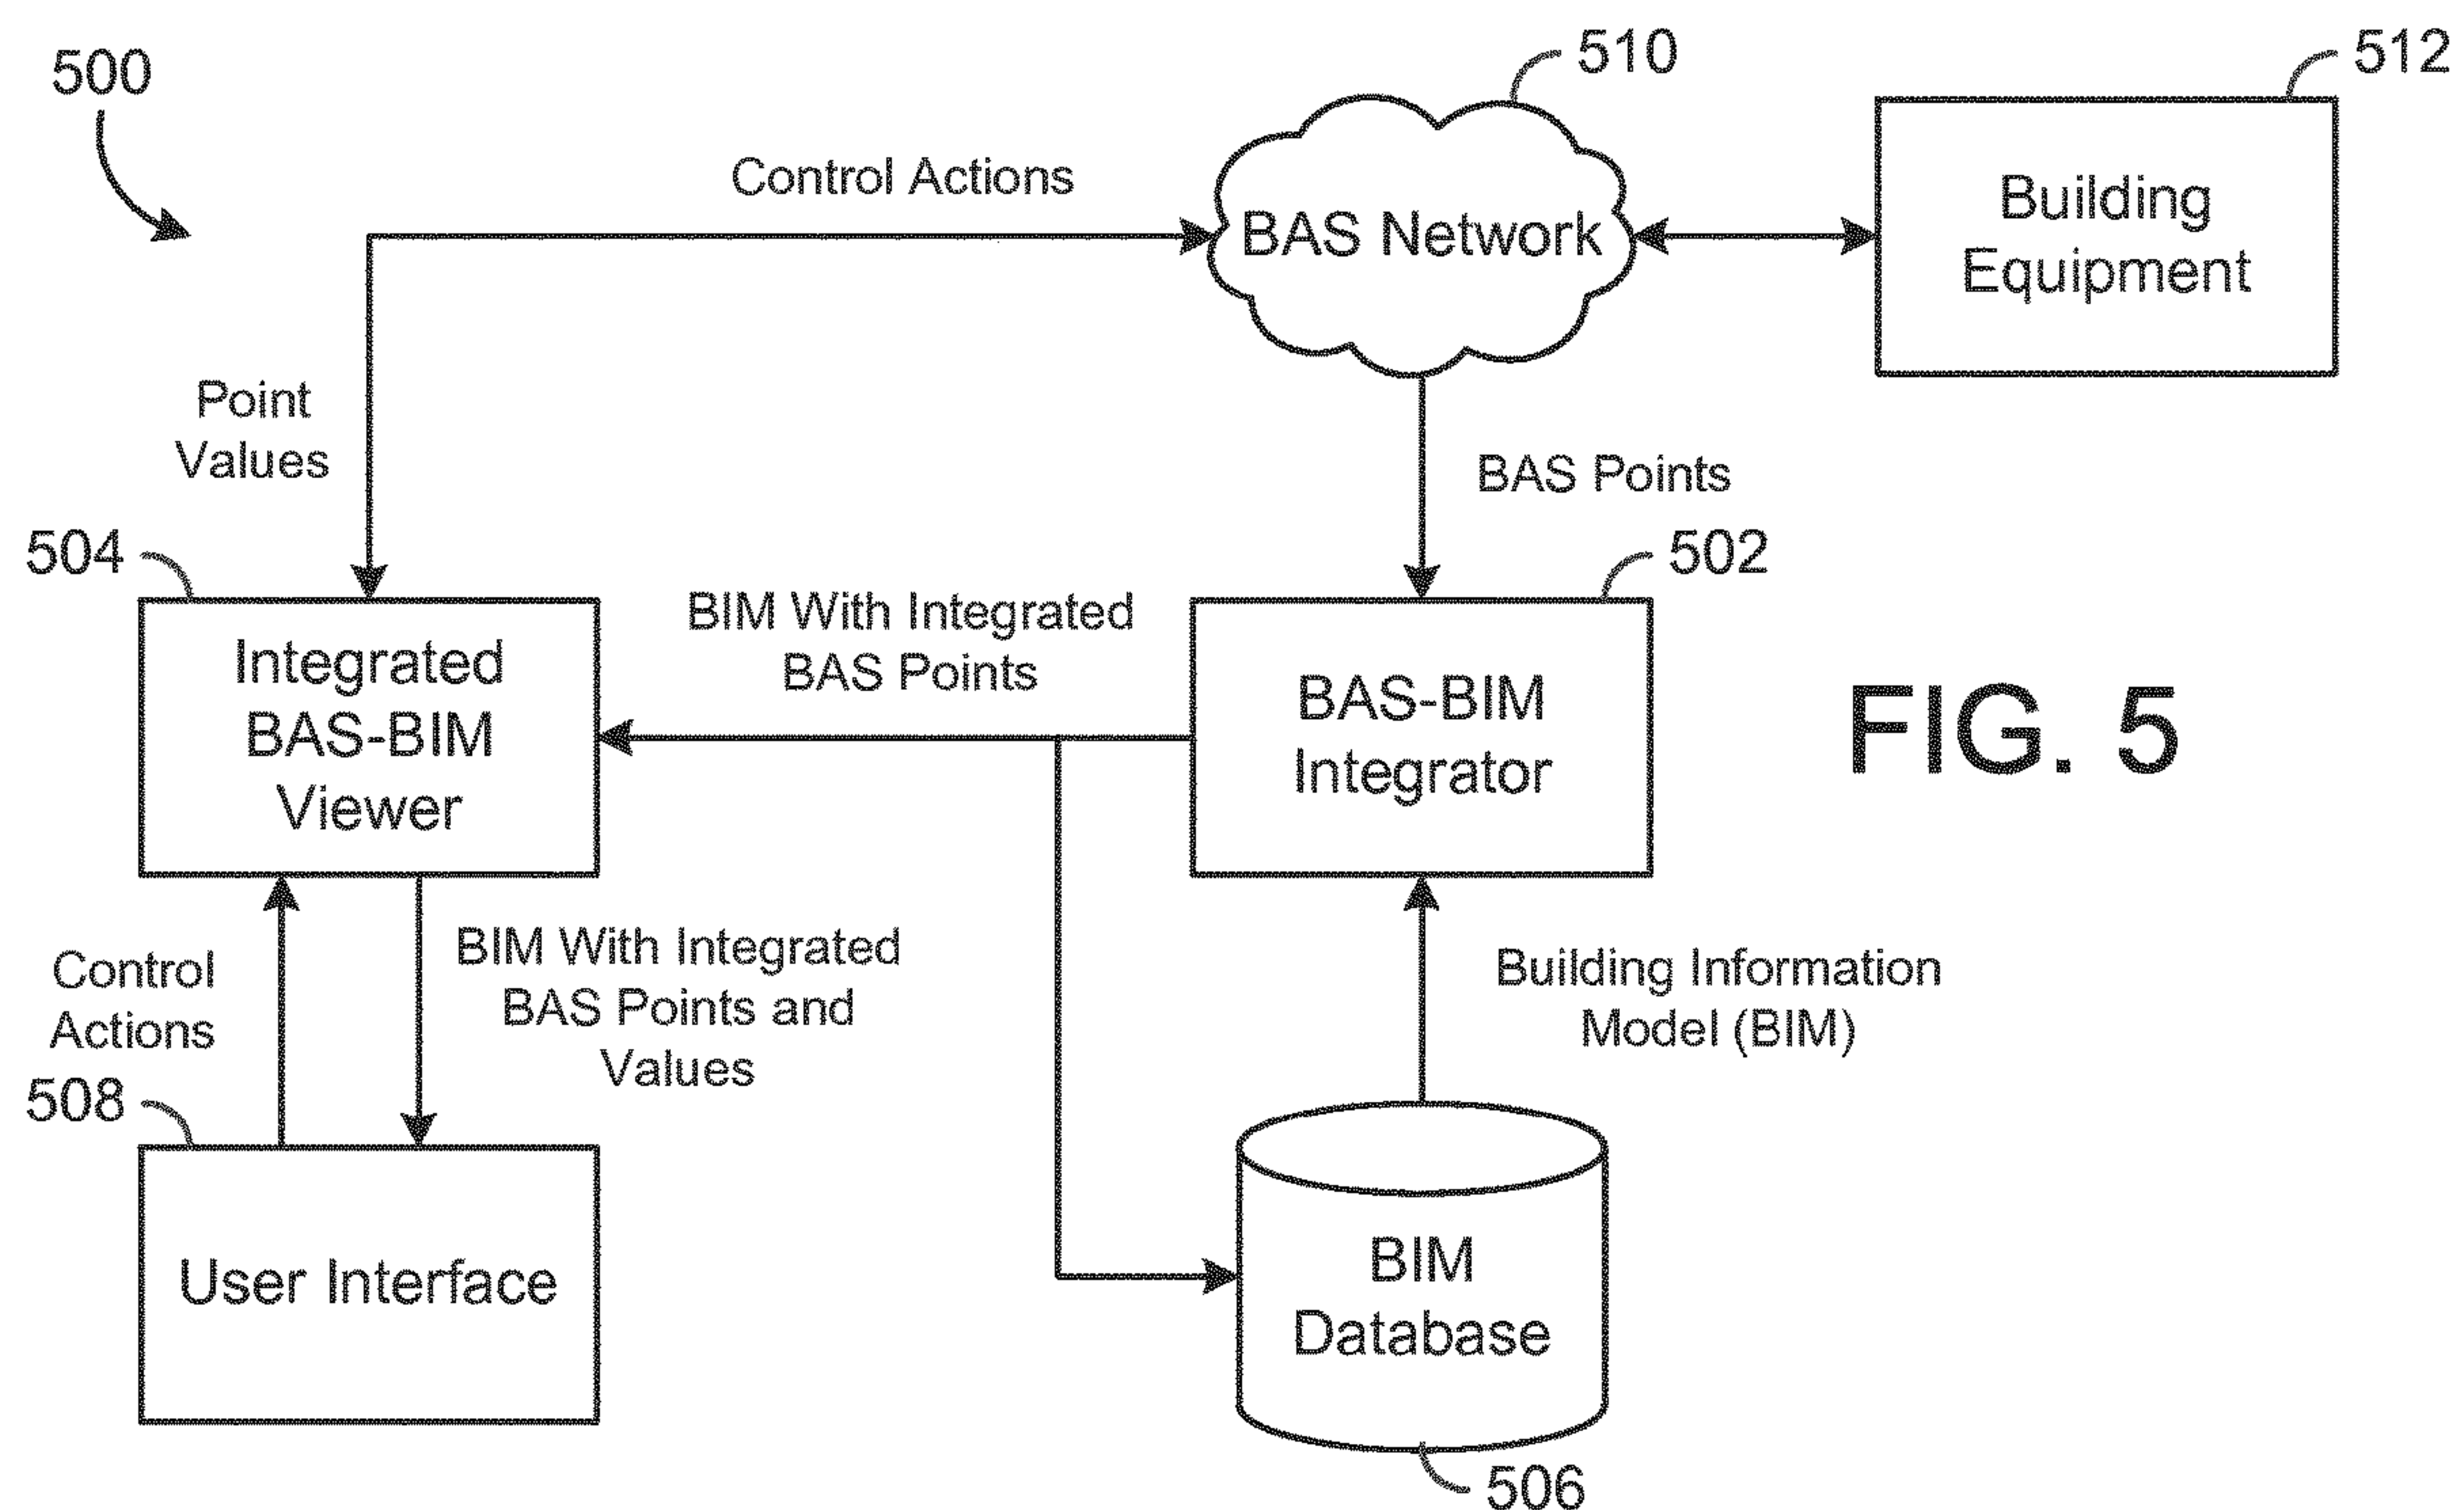 500
510
512
Control Actions
BAS Network
Building
Equipment
Point
Values
BAS Points
504
502
BIM With Integrated
BAS Points
Integrated
BAS-BIM
Viewer
BAS-BIM
Integrator
FIG. 5
Control
Actions
BIM With Integrated
BAS Points and
Values
Building Information
Model (BIM)
508
User Interface
BIM
Database
506